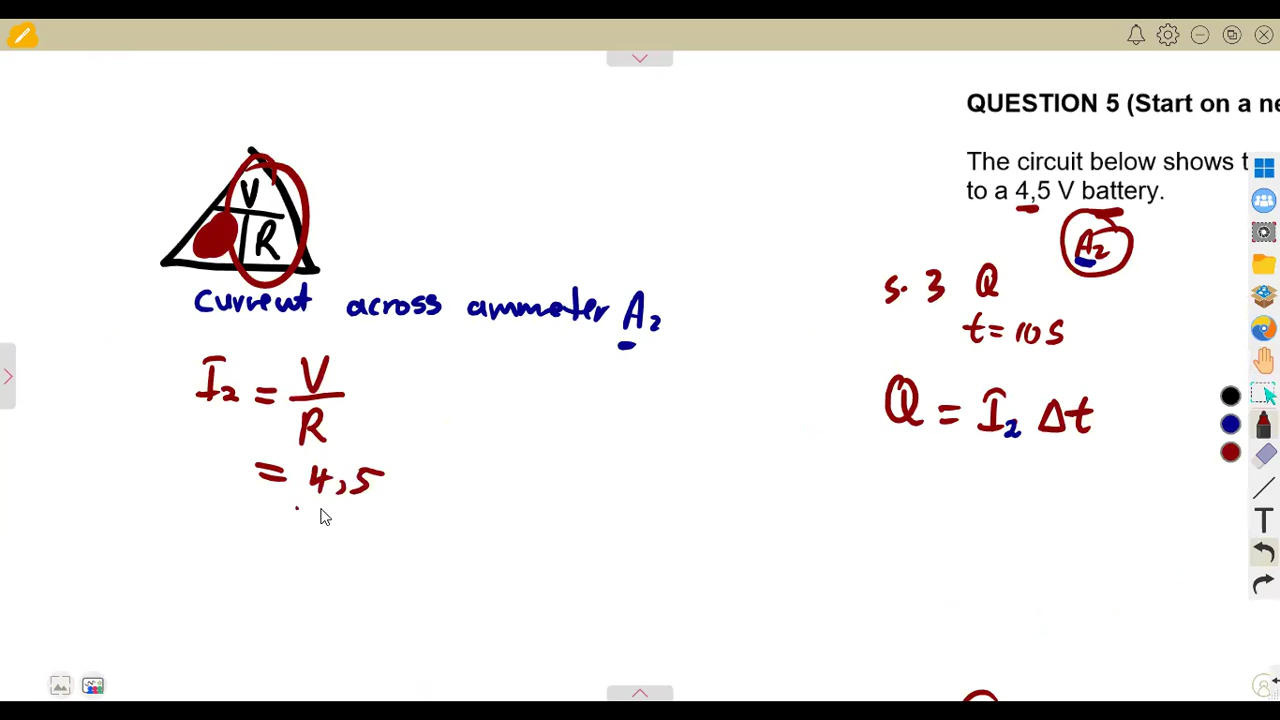 QUESTION 5 (Start on a ne
The circuit below shows t
to a 4,5 V battery.
A2
V
R
5.3 Q
t = 10s
current across ammeter A2
I2 = V
R
Q = I2 Δt
= 4,5